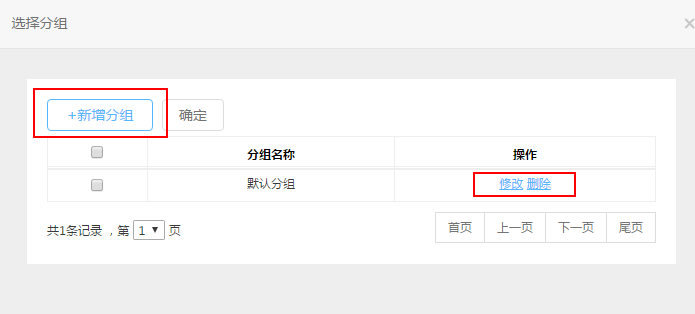 选择分组
×
+新增分组 确定
分组名称 操作
默认分组 修改 删除
共1条记录 ，第 1 ▼ 页 首页 上一页 下一页 尾页